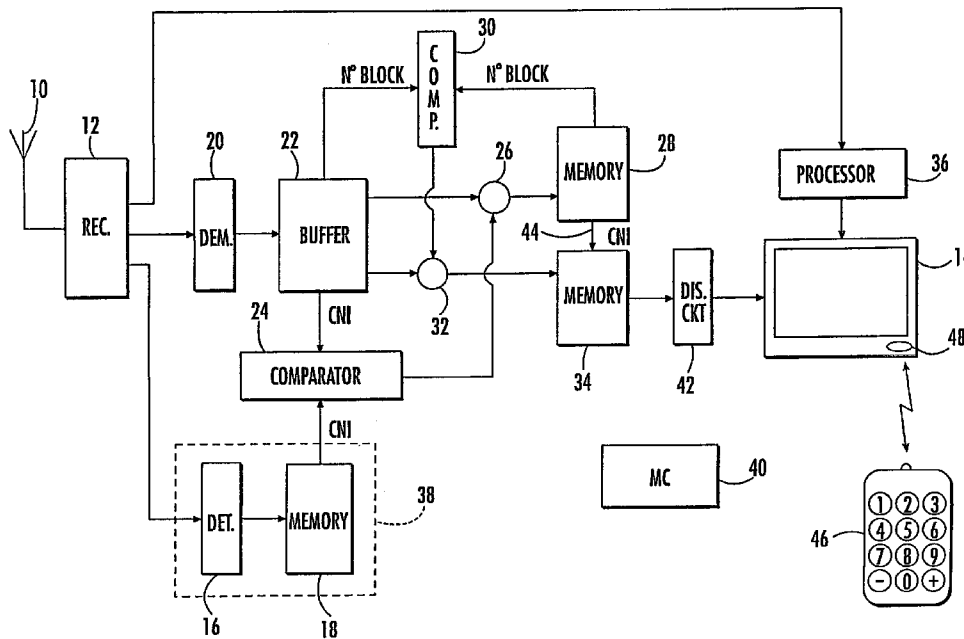 30
COMP.
N° BLOCK
N° BLOCK
10
12
REC.
20
DEM.
22
BUFFER
26
MEMORY
28
PROCESSOR
36
44
CNI
32
MEMORY
34
DIS.
CKT
42
48
CNI
24
COMPARATOR
CNI
38
DET.
MEMORY
16
18
MC
40
46
1 2 3
4 5 6
7 8 9
- 0 +